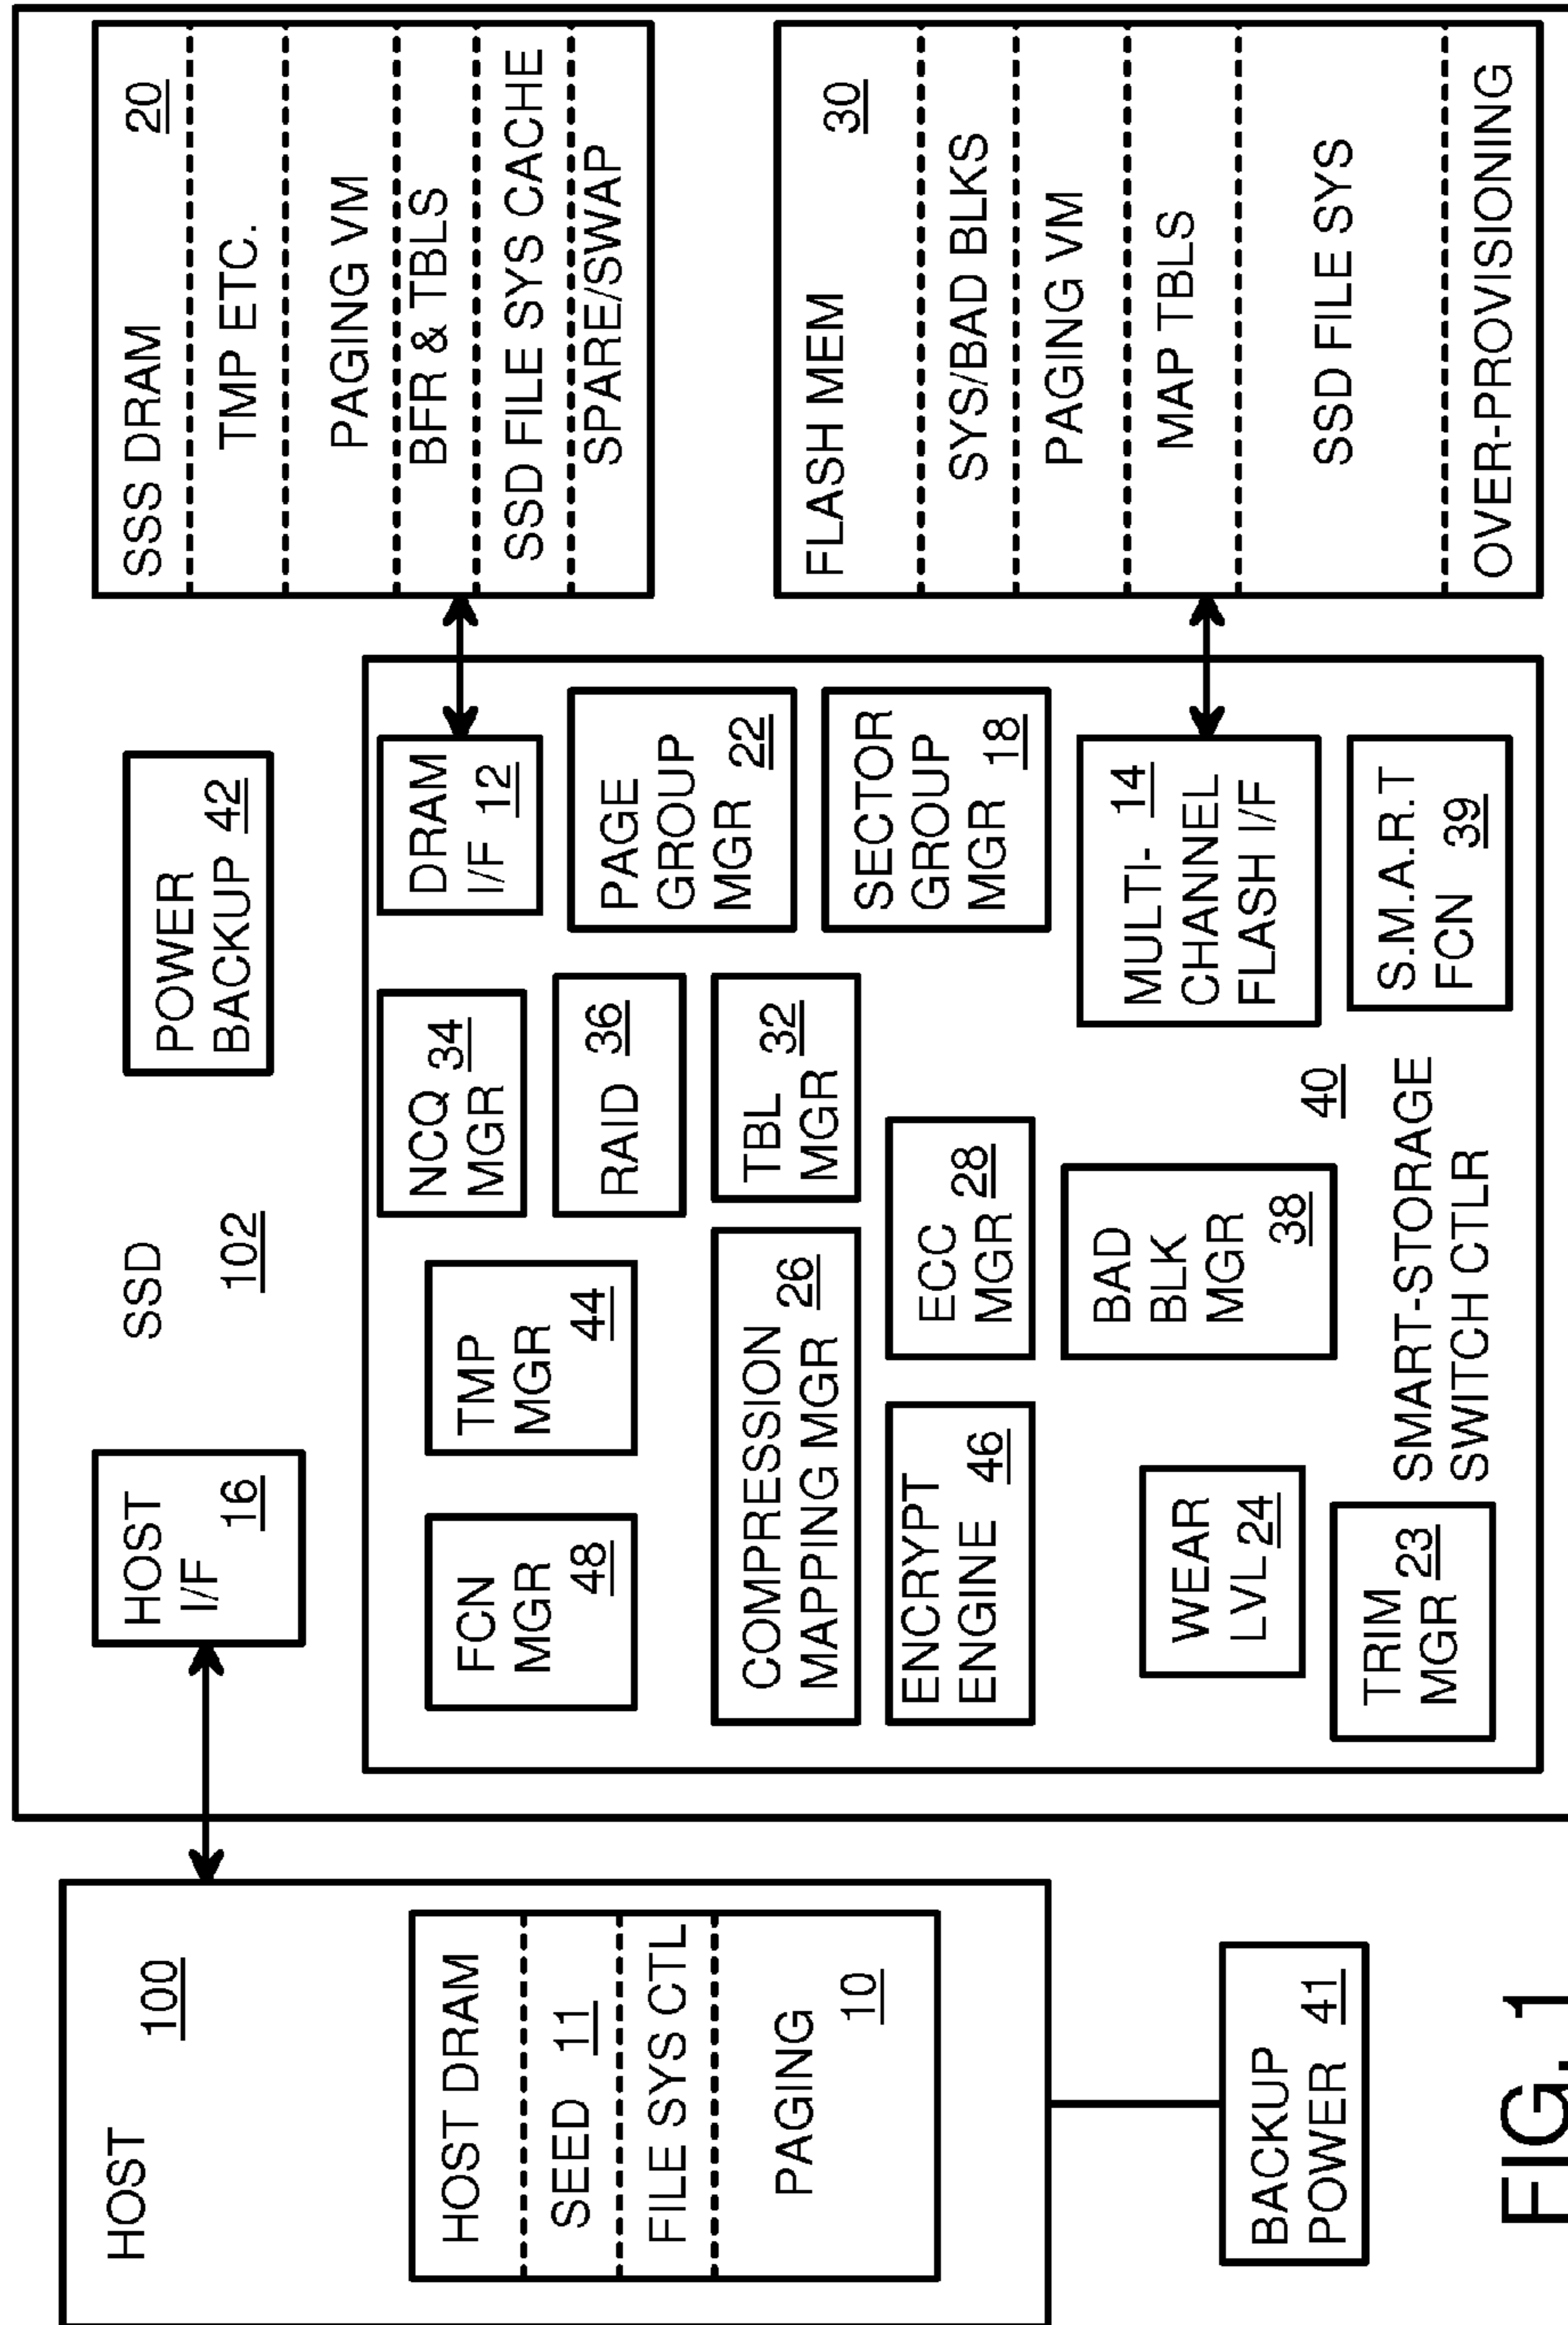 HOST
100
HOST DRAM
SEED 11
FILE SYS CTL
PAGING
10
BACKUP
POWER 41
SSD
102
HOST
I/F 16
POWER
BACKUP 42
FCN
MGR
48
TMP
MGR
44
NCQ
MGR 34
DRAM
I/F 12
RAID 36
PAGE
GROUP
MGR 22
COMPRESSION
MAPPING MGR 26
TBL
MGR 32
SECTOR
GROUP
MGR 18
ENCRYPT
ENGINE 46
ECC
MGR 28
WEAR
LVL 24
BAD
BLK
MGR
38
MULTI- 14
CHANNEL
FLASH I/F
TRIM
MGR 23
40
SMART-STORAGE
SWITCH CTLR
S.M.A.R.T
FCN 39
SSS DRAM 20
TMP ETC.
PAGING VM
BFR & TBLS
SSD FILE SYS CACHE
SPARE/SWAP
FLASH MEM 30
SYS/BAD BLKS
PAGING VM
MAP TBLS
SSD FILE SYS
OVER-PROVISIONING
FIG. 1